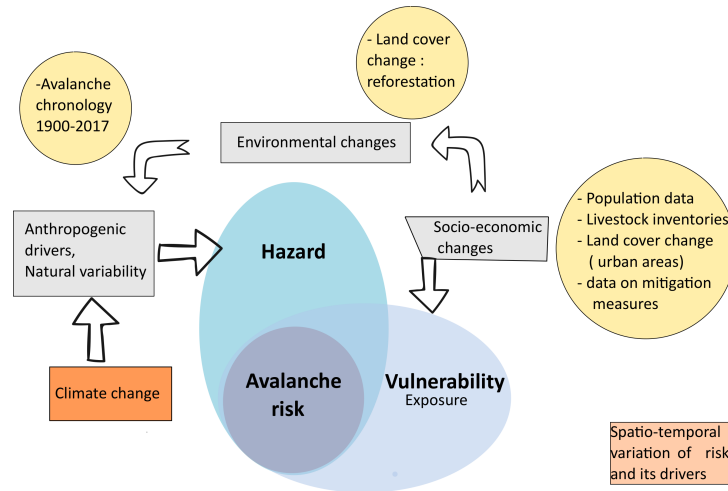 - Land cover
change :
reforestation
-Avalanche
chronology
1900-2017
Environmental changes
- Population data
- Livestock inventories
- Land cover change
( urban areas)
- data on mitigation
measures
Anthropogenic
drivers,
Natural variability
Hazard
Socio-economic
changes
Climate change
Avalanche
risk
Vulnerability
Exposure
Spatio-temporal
variation of risk
and its drivers